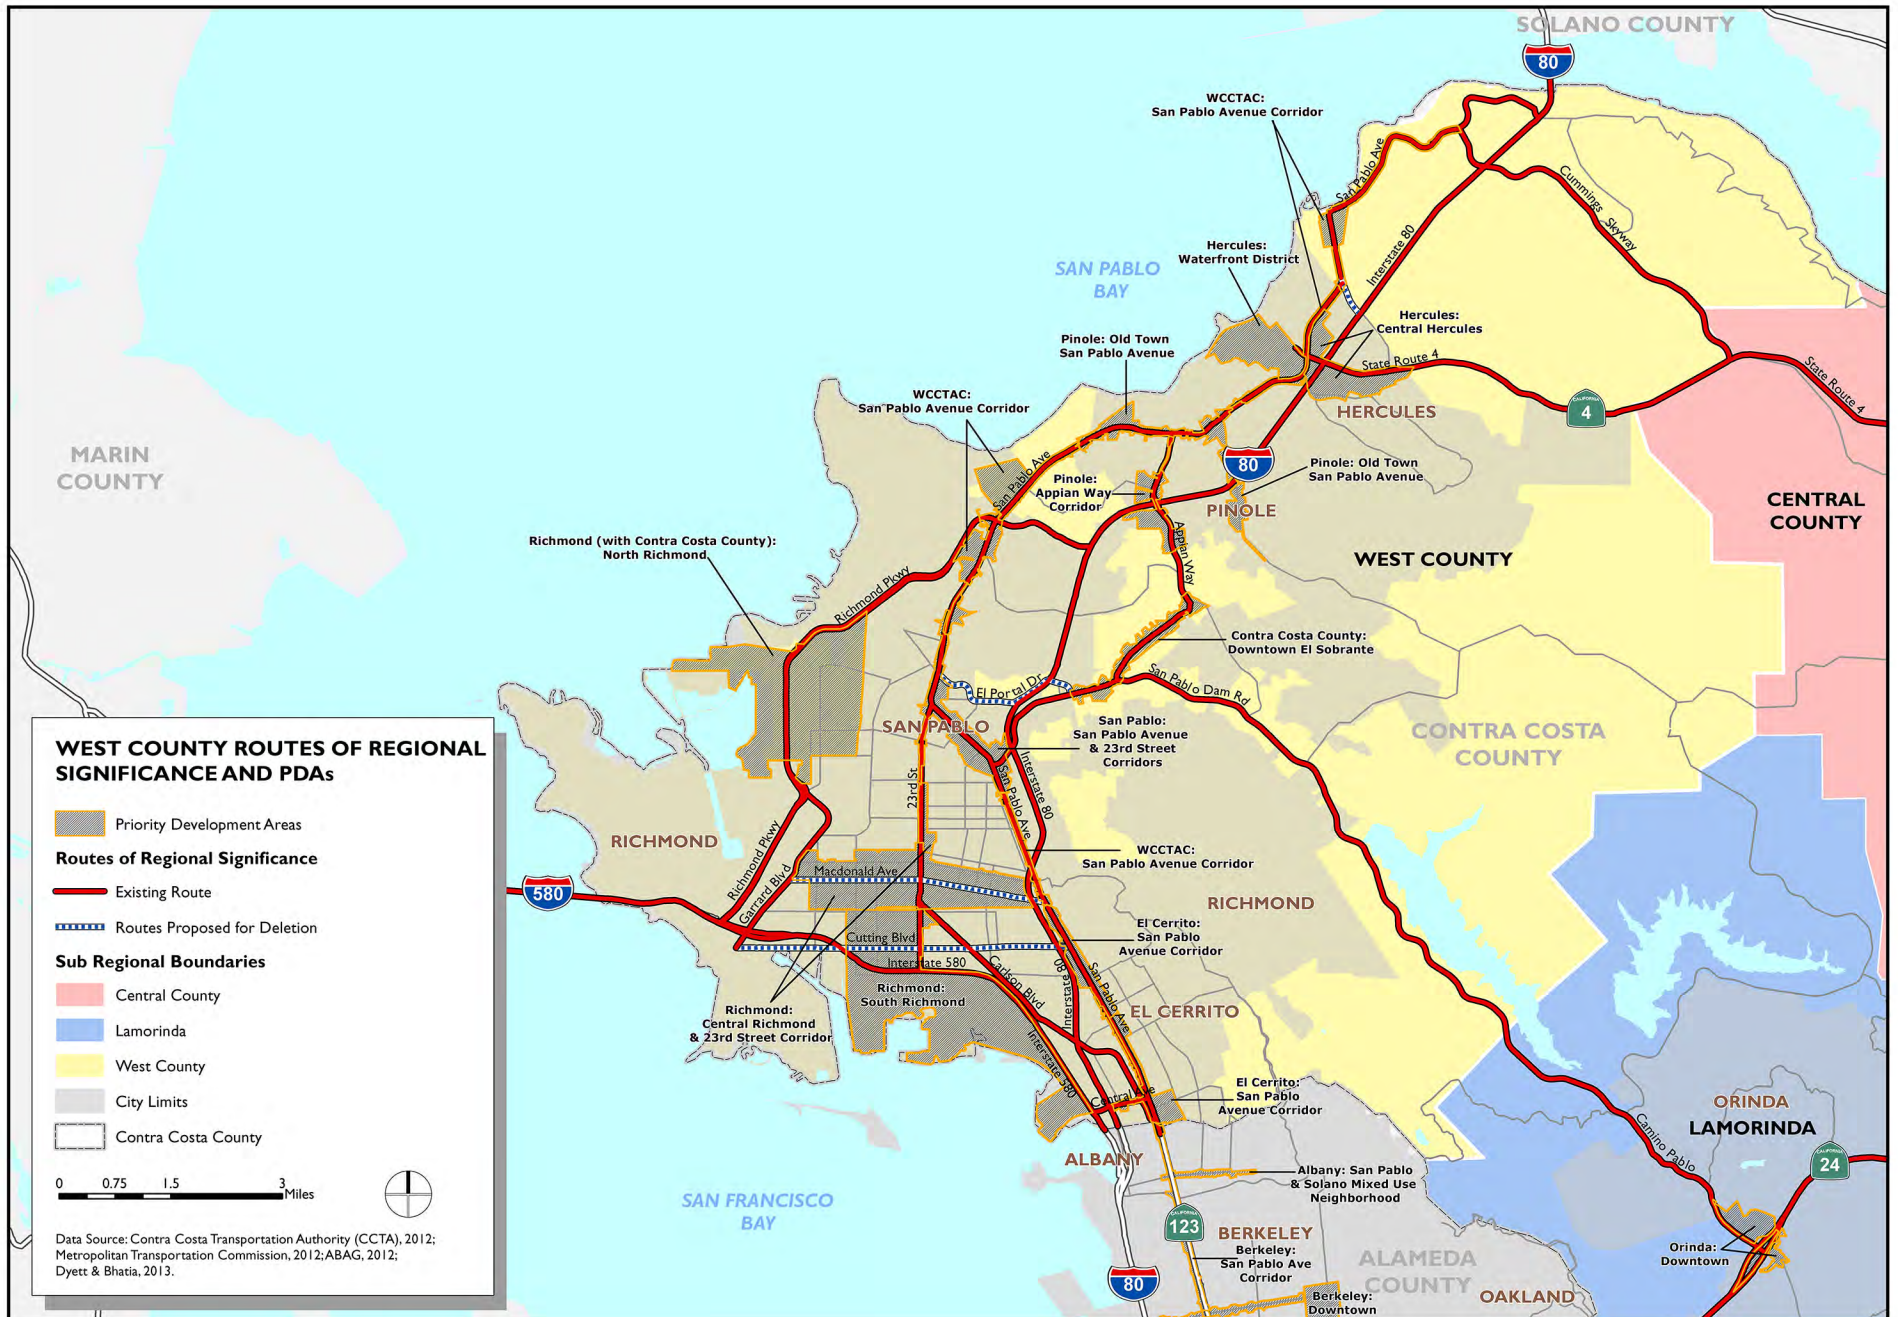 SOLANO COUNTY
80
WCCTAC:
San Pablo Avenue Corridor
San Pablo Ave
Cummings
Skyway
Interstate 80
Hercules:
Waterfront District
SAN PABLO
BAY
Hercules:
Central Hercules
Pinole: Old Town
San Pablo Avenue
State Route 4
State Route 4
WCCTAC:
San Pablo Avenue Corridor
CALIFORNIA
4
HERCULES
MARIN
COUNTY
80
San Pablo Ave
Pinole: Old Town
San Pablo Avenue
Pinole:
Appian Way
Corridor
PINOLE
CENTRAL
COUNTY
Richmond (with Contra Costa County):
North Richmond
Appian Way
WEST COUNTY
Richmond Pkwy
Contra Costa County:
Downtown El Sobrante
El Portal Dr
San Pablo Dam Rd
SAN PABLO
San Pablo:
San Pablo Avenue
& 23rd Street
Corridors
CONTRA COSTA
COUNTY
WEST COUNTY ROUTES OF REGIONAL
SIGNIFICANCE AND PDAs
Priority Development Areas
Routes of Regional Significance
Existing Route
Routes Proposed for Deletion
Sub Regional Boundaries
Central County
Lamorinda
West County
City Limits
Contra Costa County
0 0.75 1.5 3
Miles
Data Source: Contra Costa Transportation Authority (CCTA), 2012;
Metropolitan Transportation Commission, 2012; ABAG, 2012;
Dyett & Bhatia, 2013.
23rd St
San Pablo Ave
Interstate 80
RICHMOND
WCCTAC:
San Pablo Avenue Corridor
Richmond Pkwy
Garrard Blvd
Macdonald Ave
580
RICHMOND
El Cerrito:
San Pablo
Avenue Corridor
Cutting Blvd
Interstate 580
Carlson Blvd
Interstate 80
San Pablo Ave
Richmond:
South Richmond
Richmond:
Central Richmond
& 23rd Street Corridor
EL CERRITO
Interstate 580
Central Ave
El Cerrito:
San Pablo
Avenue Corridor
ORINDA
LAMORINDA
Camino Pablo
CALIFORNIA
24
ALBANY
Albany: San Pablo
& Solano Mixed Use
Neighborhood
SAN FRANCISCO
BAY
CALIFORNIA
123
BERKELEY
Berkeley:
San Pablo Ave
Corridor
ALAMEDA
COUNTY
Orinda:
Downtown
80
OAKLAND
Berkeley:
Downtown